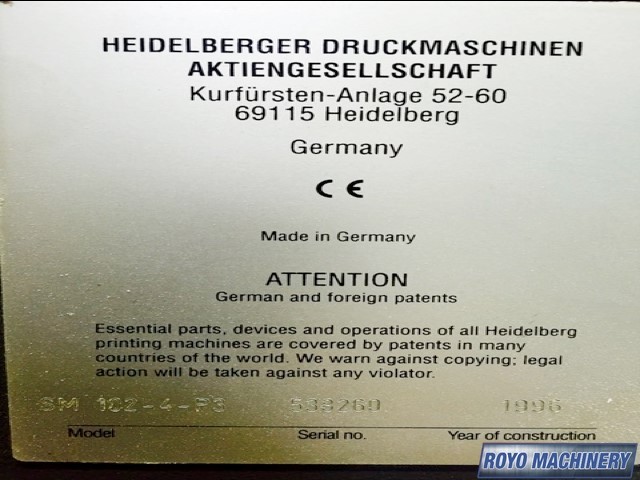 HEIDELBERGER DRUCKMASCHINEN
AKTIENGESELLSCHAFT
Kurfürsten-Anlage 52-60
69115 Heidelberg
Germany
CE
Made in Germany
ATTENTION
German and foreign patents
Essential parts, devices and operations of all Heidelberg
printing machines are covered by patents in many
countries of the world. We warn against copying; legal
action will be taken against any violator.
SM 102-4-P3 1996
Model Serial no. Year of construction
ROYO MACHINERY